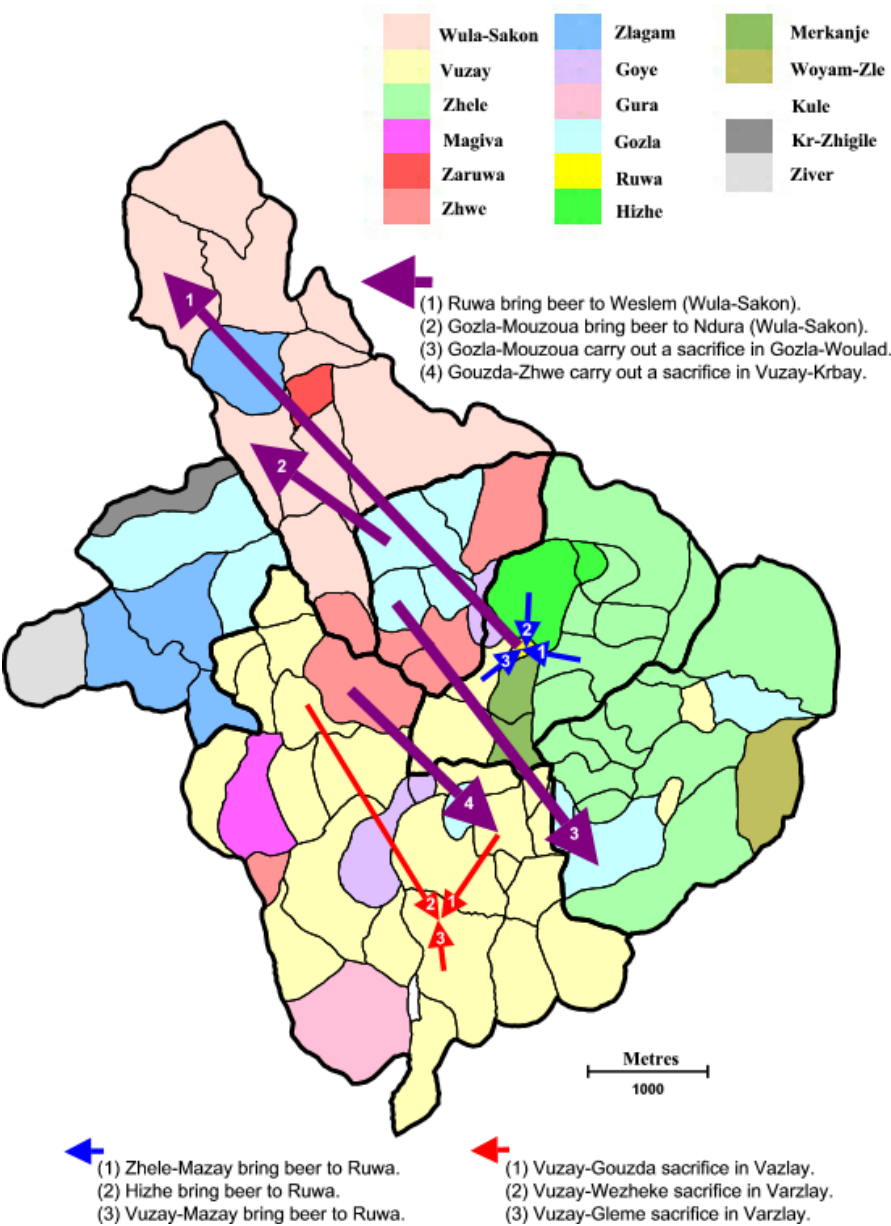 Wula-Sakon
Vuzay
Zhele
Magiva
Zaruwa
Zhwe
Zlagam
Goye
Gura
Gozla
Ruwa
Hizhe
Merkanje
Woyam-Zle
Kule
Kr-Zhigile
Ziver
(1) Ruwa bring beer to Weslem (Wula-Sakon).
(2) Gozla-Mouzoua bring beer to Ndura (Wula-Sakon).
(3) Gozla-Mouzoua carry out a sacrifice in Gozla-Woulad.
(4) Gouzda-Zhwe carry out a sacrifice in Vuzay-Krbay.
1
2
2
1
3
4
3
2
1
3
Metres
1000
(1) Zhele-Mazay bring beer to Ruwa.
(2) Hizhe bring beer to Ruwa.
(3) Vuzay-Mazay bring beer to Ruwa.
(1) Vuzay-Gouzda sacrifice in Vazlay.
(2) Vuzay-Wezheke sacrifice in Varzlay.
(3) Vuzay-Gleme sacrifice in Varzlay.